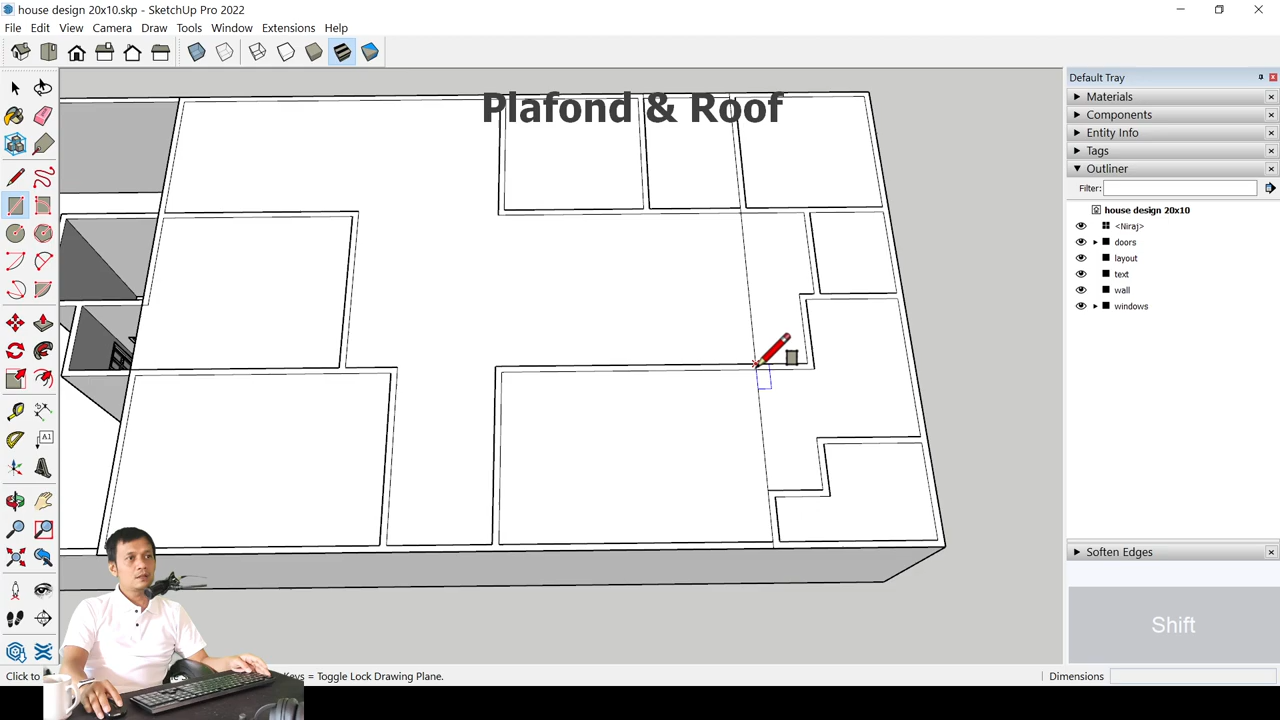 house design 20x10.skp - SketchUp Pro 2022
File Edit View Camera Draw Tools Window Extensions Help
Default Tray
Plafond & Roof
Materials
Components
Entity Info
Tags
Outliner
Filter:
house design 20x10
<Niraj>
doors
layout
text
wall
windows
A1
Soften Edges
Shift
Click to
Keys = Toggle Lock Drawing Plane.
Dimensions